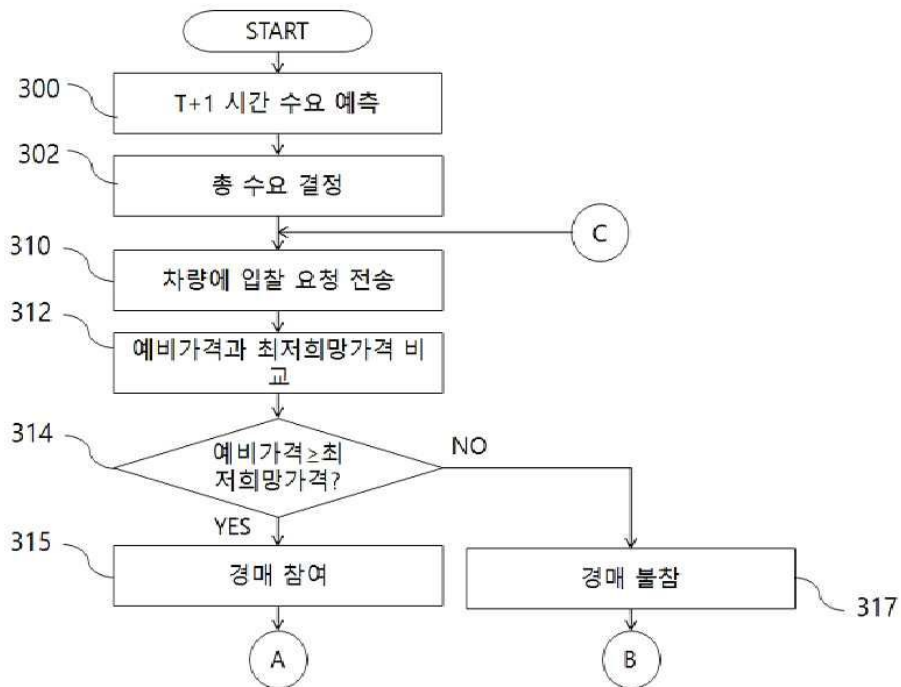 START
300
T+1 시간 수요 예측
302
총 수요 결정
C
310
차량에 입찰 요청 전송
312
예비가격과 최저희망가격 비
교
314
예비가격≥최
저희망가격?
NO
YES
315
경매 참여
경매 불참
317
A
B